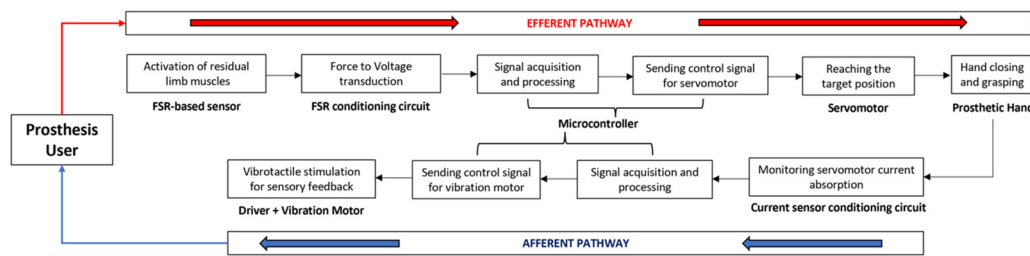 EFFERENT PATHWAY
Activation of residual
limb muscles
FSR-based sensor
Force to Voltage
transduction
FSR conditioning circuit
Signal acquisition
and processing
Sending control signal
for servomotor
Reaching the
target position
Servomotor
Hand closing
and grasping
Prosthetic Hand
Microcontroller
Prosthesis
User
Vibrotactile stimulation
for sensory feedback
Driver + Vibration Motor
Sending control signal
for vibration motor
Signal acquisition and
processing
Monitoring servomotor current
absorption
Current sensor conditioning circuit
AFFERENT PATHWAY